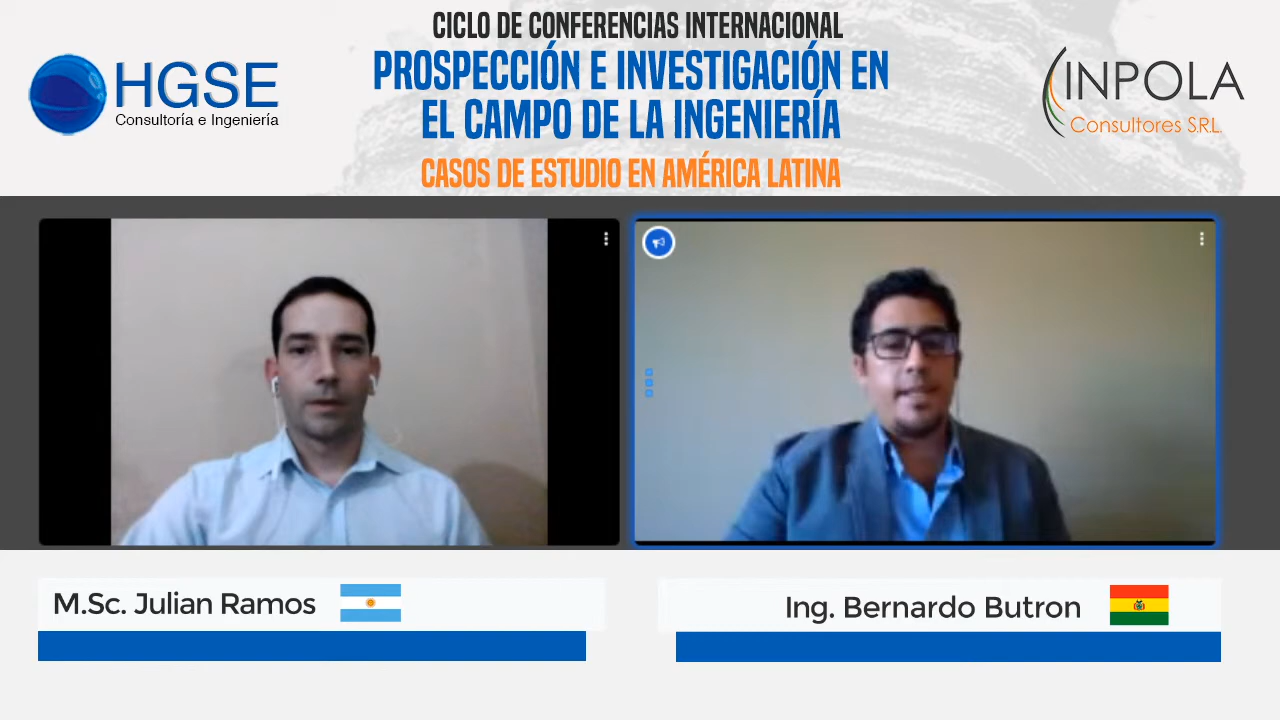 CICLO DE CONFERENCIAS INTERNACIONAL
PROSPECCIÓN E INVESTIGACIÓN EN
EL CAMPO DE LA INGENIERÍA
CASOS DE ESTUDIO EN AMÉRICA LATINA
HGSE
Consultoría e Ingeniería
INPOLA
Consultores S.R.L.
M.Sc. Julian Ramos
Ing. Bernardo Butron